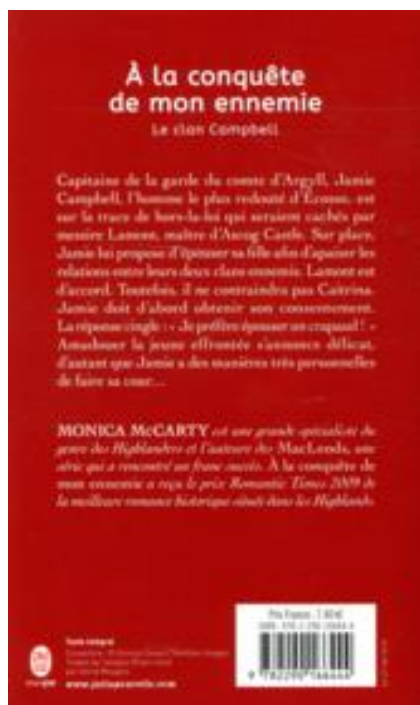 À la conquête
de mon ennemie
Le clan Campbell
Capitaine de la garde du comte d'Argyll, Jamie
Campbell, l'homme le plus redouté d'Écosse, est
sur la trace de hors-la-loi qui seraient cachés par
messire Lamont, maître d'Ascog Castle. Sur place,
Jamie lui propose d'épouser sa fille afin d'apaiser les
relations entre leurs deux clans ennemis. Lamont est
d'accord. Toutefois, il ne contraindra pas Caitrina.
Jamie doit d'abord obtenir son consentement.
La réponse cingle : « Je préfère épouser un crapaud ! »
Amadouer la jeune effrontée s'annonce délicat,
d'autant que Jamie a des manières très personnelles
de faire sa cour...
MONICA McCARTY est une grande spécialiste du
genre des Highlanders et l'auteure des MacLeods, une
série qui a rencontré un franc succès. À la conquête de
mon ennemie a reçu le prix Romantic Times 2009 de
la meilleure romance historique située dans les Highlands.
Prix France : 7,80 €
Texte intégral
www.jailupourelle.com